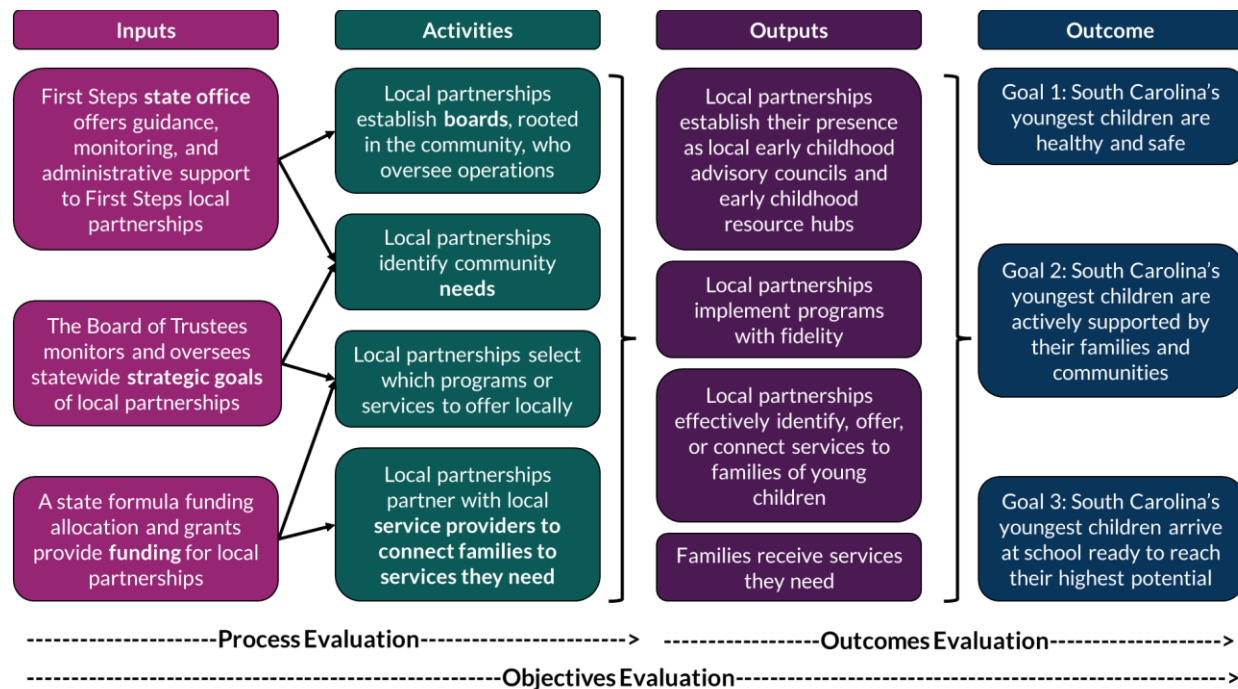 Inputs
First Steps state office
offers guidance,
monitoring, and
administrative support
to First Steps local
partnerships
The Board of Trustees
monitors and oversees
statewide strategic goals
of local partnerships
A state formula funding
allocation and grants
provide funding for local
partnerships
Activities
Local partnerships
establish boards, rooted
in the community, who
oversee operations
Local partnerships
identify community
needs
Local partnerships select
which programs or
services to offer locally
Local partnerships
partner with local
service providers to
connect families to
services they need
Outputs
Local partnerships
establish their presence
as local early childhood
advisory councils and
early childhood
resource hubs
Local partnerships
implement programs
with fidelity
Local partnerships
effectively identify, offer,
or connect services to
families of young
children
Families receive services
they need
Outcome
Goal 1: South Carolina's
youngest children are
healthy and safe
Goal 2: South Carolina's
youngest children are
actively supported by
their families and
communities
Goal 3: South Carolina's
youngest children arrive
at school ready to reach
their highest potential
Process Evaluation
Outcomes Evaluation
Objectives Evaluation